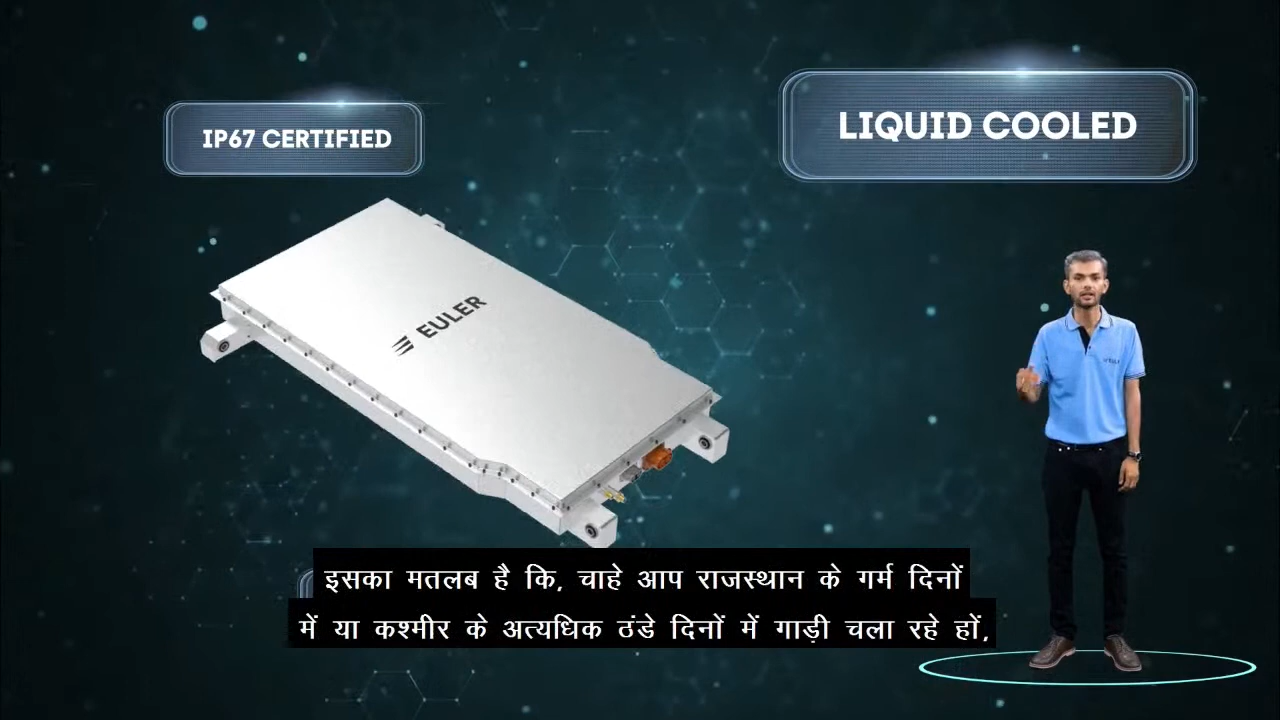 IP67 CERTIFIED
LIQUID COOLED
EULER
इसका मतलब है कि, चाहे आप राजस्थान के गर्म दिनों
में या कश्मीर के अत्यधिक ठंडे दिनों में गाड़ी चला रहे हों,